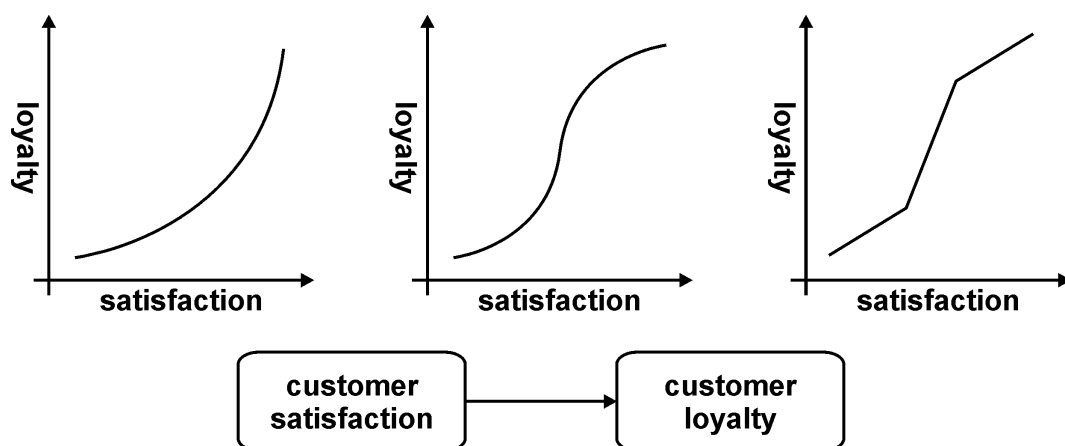 loyalty
satisfaction
loyalty
satisfaction
loyalty
satisfaction
customer
satisfaction
customer
loyalty